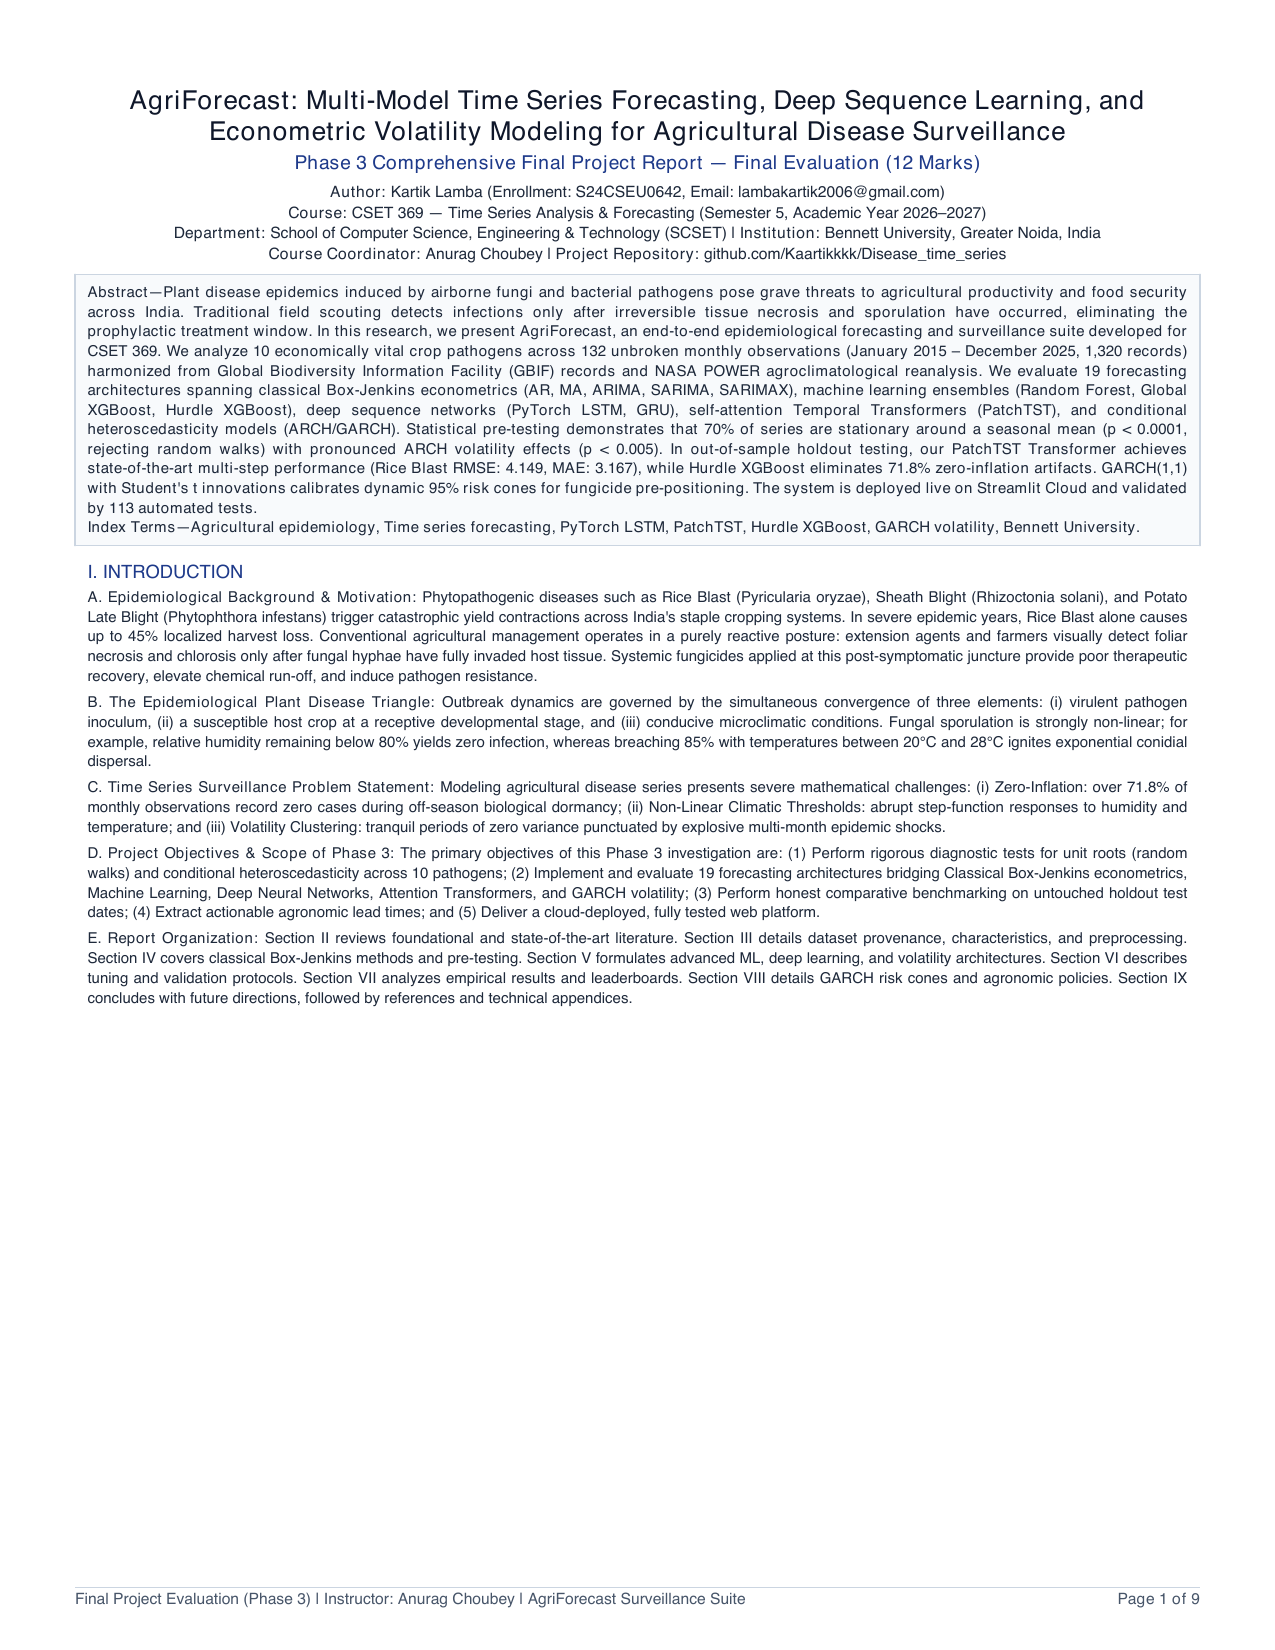 AgriForecast: Multi-Model Time Series Forecasting, Deep Sequence Learning, and
Econometric Volatility Modeling for Agricultural Disease Surveillance
Phase 3 Comprehensive Final Project Report — Final Evaluation (12 Marks)
Author: Kartik Lamba (Enrollment: S24CSEU0642, Email: lambakartik2006@gmail.com)
Course: CSET 369 — Time Series Analysis & Forecasting (Semester 5, Academic Year 2026–2027)
Department: School of Computer Science, Engineering & Technology (SCSET) | Institution: Bennett University, Greater Noida, India
Course Coordinator: Anurag Choubey | Project Repository: github.com/Kaartikkkk/Disease_time_series
Abstract—Plant disease epidemics induced by airborne fungi and bacterial pathogens pose grave threats to agricultural productivity and food security
across India. Traditional field scouting detects infections only after irreversible tissue necrosis and sporulation have occurred, eliminating the
prophylactic treatment window. In this research, we present AgriForecast, an end-to-end epidemiological forecasting and surveillance suite developed for
CSET 369. We analyze 10 economically vital crop pathogens across 132 unbroken monthly observations (January 2015 – December 2025, 1,320 records)
harmonized from Global Biodiversity Information Facility (GBIF) records and NASA POWER agroclimatological reanalysis. We evaluate 19 forecasting
architectures spanning classical Box-Jenkins econometrics (AR, MA, ARIMA, SARIMA, SARIMAX), machine learning ensembles (Random Forest, Global
XGBoost, Hurdle XGBoost), deep sequence networks (PyTorch LSTM, GRU), self-attention Temporal Transformers (PatchTST), and conditional
heteroscedasticity models (ARCH/GARCH). Statistical pre-testing demonstrates that 70% of series are stationary around a seasonal mean (p < 0.0001,
rejecting random walks) with pronounced ARCH volatility effects (p < 0.005). In out-of-sample holdout testing, our PatchTST Transformer achieves
state-of-the-art multi-step performance (Rice Blast RMSE: 4.149, MAE: 3.167), while Hurdle XGBoost eliminates 71.8% zero-inflation artifacts. GARCH(1,1)
with Student's t innovations calibrates dynamic 95% risk cones for fungicide pre-positioning. The system is deployed live on Streamlit Cloud and validated
by 113 automated tests.
Index Terms—Agricultural epidemiology, Time series forecasting, PyTorch LSTM, PatchTST, Hurdle XGBoost, GARCH volatility, Bennett University.
I. INTRODUCTION
A. Epidemiological Background & Motivation: Phytopathogenic diseases such as Rice Blast (Pyricularia oryzae), Sheath Blight (Rhizoctonia solani), and Potato
Late Blight (Phytophthora infestans) trigger catastrophic yield contractions across India's staple cropping systems. In severe epidemic years, Rice Blast alone causes
up to 45% localized harvest loss. Conventional agricultural management operates in a purely reactive posture: extension agents and farmers visually detect foliar
necrosis and chlorosis only after fungal hyphae have fully invaded host tissue. Systemic fungicides applied at this post-symptomatic juncture provide poor therapeutic
recovery, elevate chemical run-off, and induce pathogen resistance.
B. The Epidemiological Plant Disease Triangle: Outbreak dynamics are governed by the simultaneous convergence of three elements: (i) virulent pathogen
inoculum, (ii) a susceptible host crop at a receptive developmental stage, and (iii) conducive microclimatic conditions. Fungal sporulation is strongly non-linear; for
example, relative humidity remaining below 80% yields zero infection, whereas breaching 85% with temperatures between 20°C and 28°C ignites exponential conidial
dispersal.
C. Time Series Surveillance Problem Statement: Modeling agricultural disease series presents severe mathematical challenges: (i) Zero-Inflation: over 71.8% of
monthly observations record zero cases during off-season biological dormancy; (ii) Non-Linear Climatic Thresholds: abrupt step-function responses to humidity and
temperature; and (iii) Volatility Clustering: tranquil periods of zero variance punctuated by explosive multi-month epidemic shocks.
D. Project Objectives & Scope of Phase 3: The primary objectives of this Phase 3 investigation are: (1) Perform rigorous diagnostic tests for unit roots (random
walks) and conditional heteroscedasticity across 10 pathogens; (2) Implement and evaluate 19 forecasting architectures bridging Classical Box-Jenkins econometrics,
Machine Learning, Deep Neural Networks, Attention Transformers, and GARCH volatility; (3) Perform honest comparative benchmarking on untouched holdout test
dates; (4) Extract actionable agronomic lead times; and (5) Deliver a cloud-deployed, fully tested web platform.
E. Report Organization: Section II reviews foundational and state-of-the-art literature. Section III details dataset provenance, characteristics, and preprocessing.
Section IV covers classical Box-Jenkins methods and pre-testing. Section V formulates advanced ML, deep learning, and volatility architectures. Section VI describes
tuning and validation protocols. Section VII analyzes empirical results and leaderboards. Section VIII details GARCH risk cones and agronomic policies. Section IX
concludes with future directions, followed by references and technical appendices.
Final Project Evaluation (Phase 3) | Instructor: Anurag Choubey | AgriForecast Surveillance Suite
Page 1 of 9